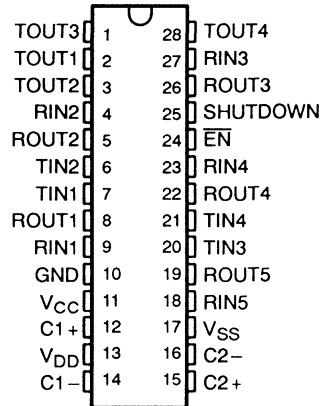 TOUT3 1 28 TOUT4
TOUT1 2 27 RIN3
TOUT2 3 26 ROUT3
RIN2 4 25 SHUTDOWN
ROUT2 5 24 E̅N̅
TIN2 6 23 RIN4
TIN1 7 22 ROUT4
ROUT1 8 21 TIN4
RIN1 9 20 TIN3
GND 10 19 ROUT5
VCC 11 18 RIN5
C1+ 12 17 VSS
VDD 13 16 C2−
C1− 14 15 C2+